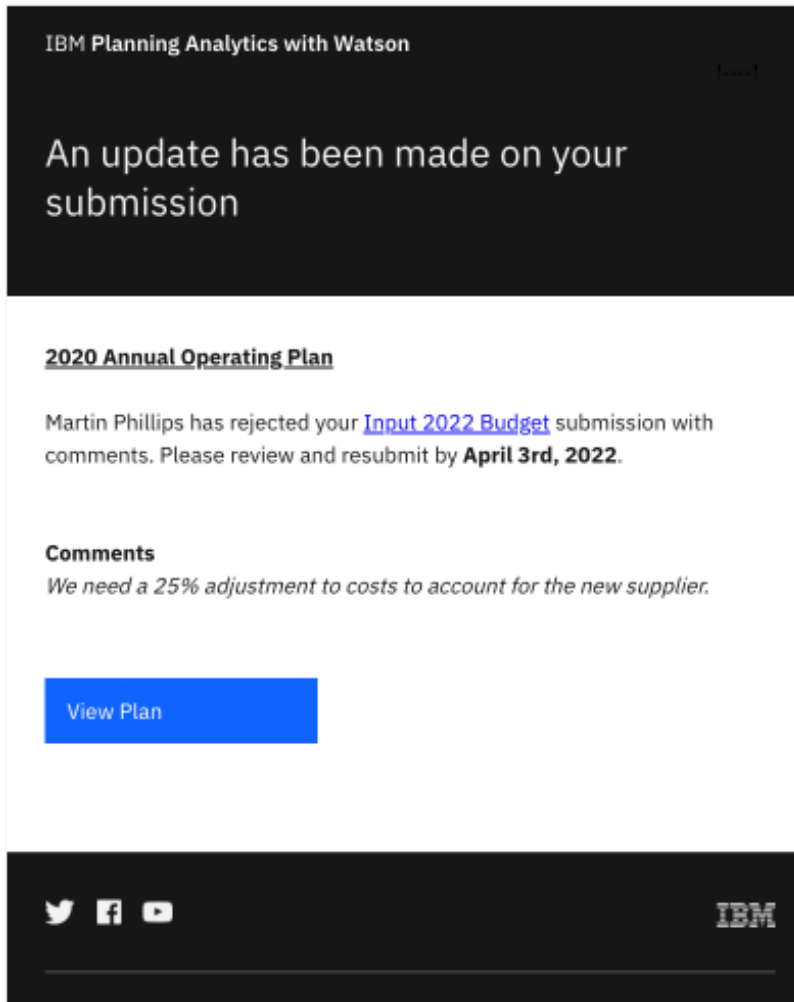 IBM Planning Analytics with Watson
An update has been made on your
submission
2020 Annual Operating Plan
Martin Phillips has rejected your Input 2022 Budget submission with
comments. Please review and resubmit by April 3rd, 2022.
Comments
We need a 25% adjustment to costs to account for the new supplier.
View Plan
IBM